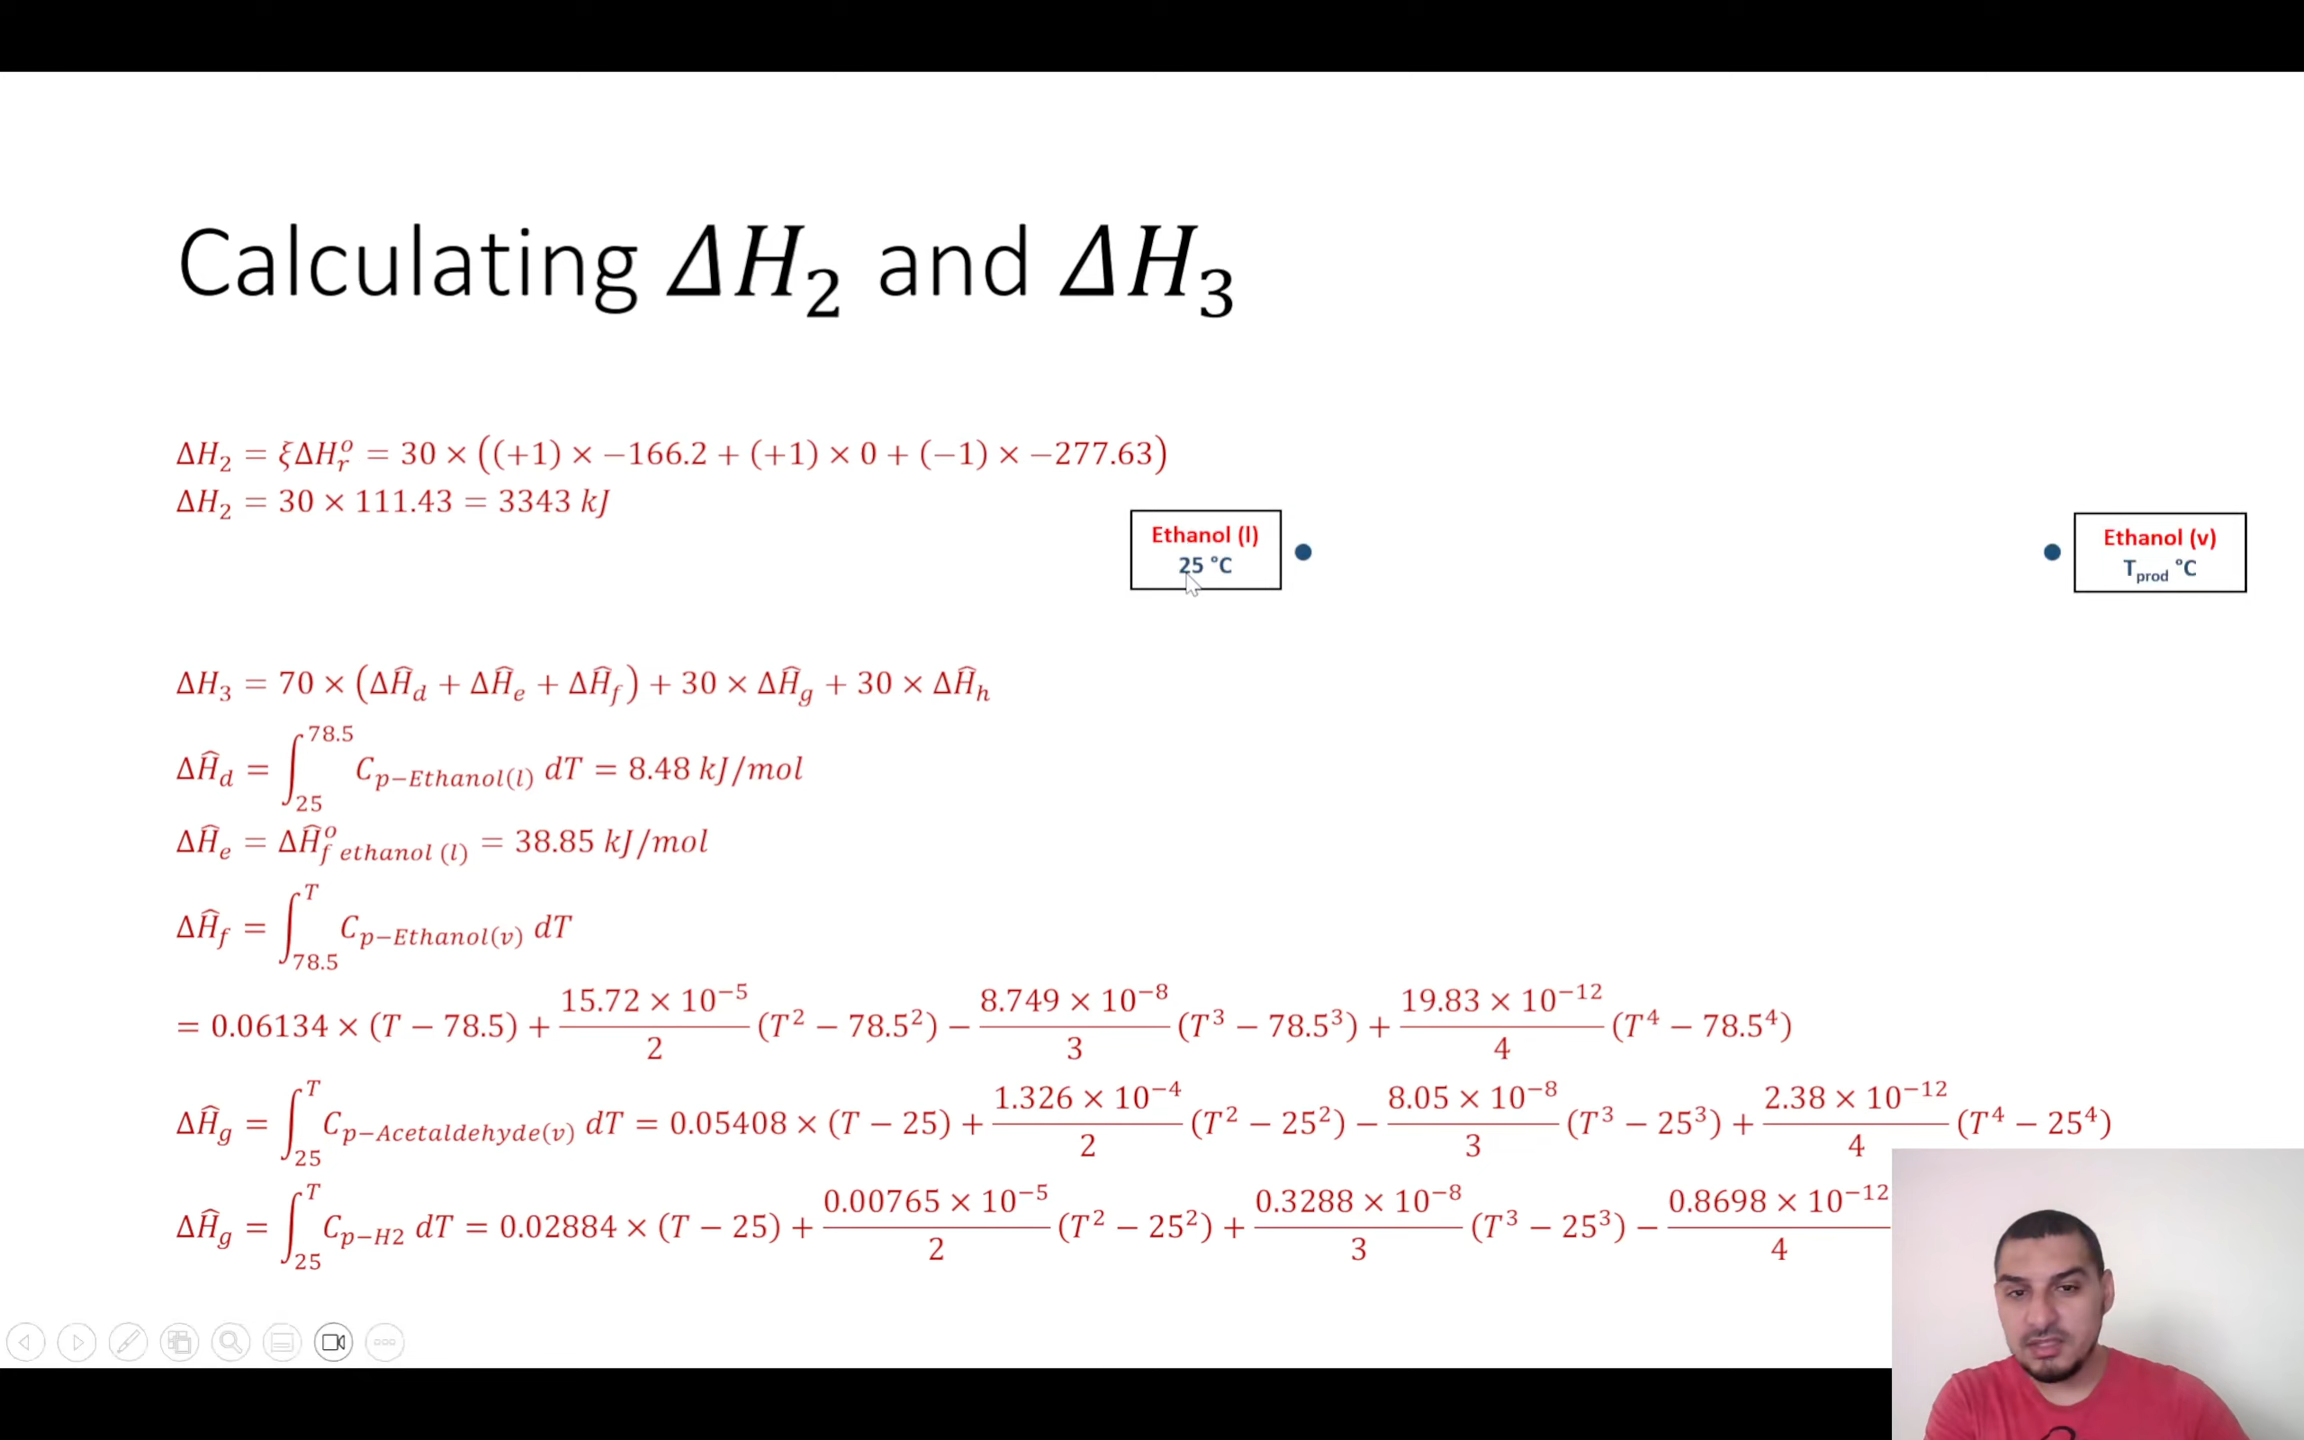 Calculating ΔH₂ and ΔH₃
ΔH₂ = ξΔHᵣᵒ = 30 × ((+1) × −166.2 + (+1) × 0 + (−1) × −277.63)
ΔH₂ = 30 × 111.43 = 3343 kJ
Ethanol (l)
25 °C
Ethanol (v)
T_prod °C
ΔH₃ = 70 × (ΔĤ_d + ΔĤ_e + ΔĤ_f) + 30 × ΔĤ_g + 30 × ΔĤ_h
ΔĤ_d = ∫_25^78.5 C_p−Ethanol(l) dT = 8.48 kJ/mol
ΔĤ_e = ΔĤ_f^o ethanol (l) = 38.85 kJ/mol
ΔĤ_f = ∫_78.5^T C_p−Ethanol(v) dT
= 0.06134 × (T − 78.5) + 15.72 × 10⁻⁵/2 (T² − 78.5²) − 8.749 × 10⁻⁸/3 (T³ − 78.5³) + 19.83 × 10⁻¹²/4 (T⁴ − 78.5⁴)
ΔĤ_g = ∫_25^T C_p−Acetaldehyde(v) dT = 0.05408 × (T − 25) + 1.326 × 10⁻⁴/2 (T² − 25²) − 8.05 × 10⁻⁸/3 (T³ − 25³) + 2.38 × 10⁻¹²/4 (T⁴ − 25⁴)
ΔĤ_g = ∫_25^T C_p−H2 dT = 0.02884 × (T − 25) + 0.00765 × 10⁻⁵/2 (T² − 25²) + 0.3288 × 10⁻⁸/3 (T³ − 25³) − 0.8698 × 10⁻¹²/4